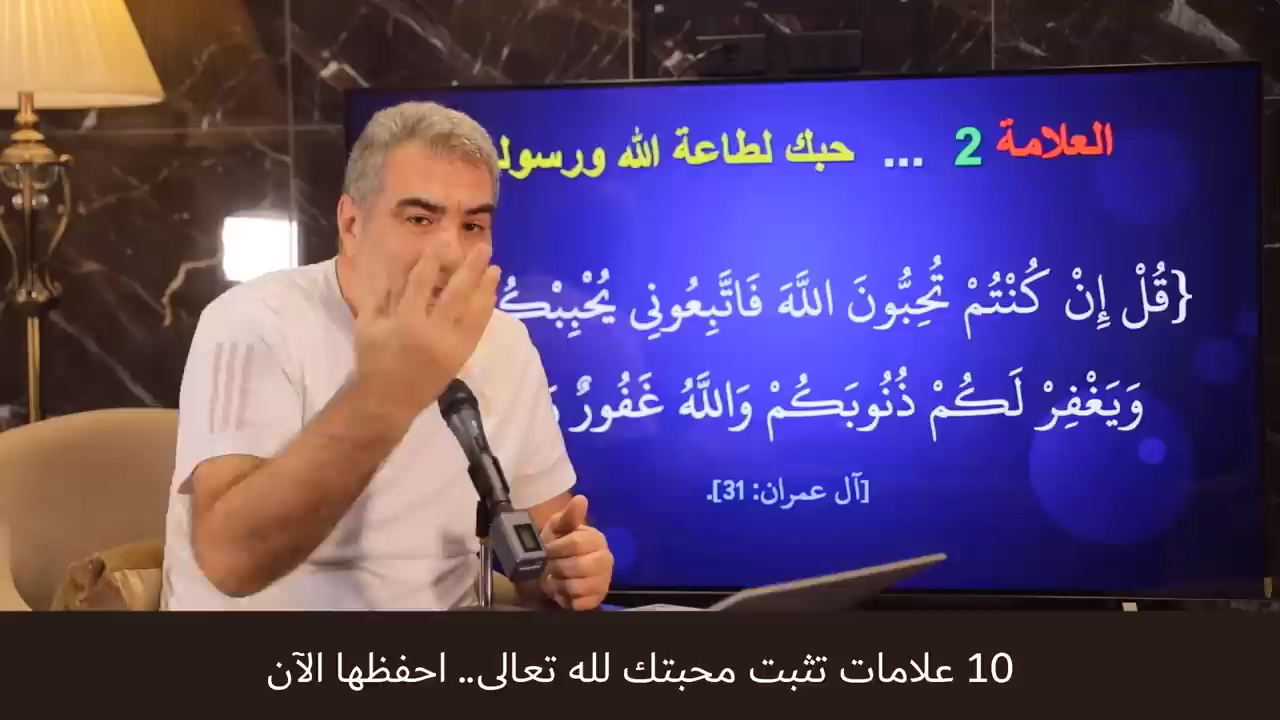 العلامة 2 ... حبك لطاعة الله
{قُلْ إِنْ كُنْتُمْ تُحِبُّونَ اللَّهَ فَاتَّبِعُونِي
وَيَغْفِرْ لَكُمْ ذُنُوبَكُمْ وَاللَّهُ غَفُورٌ
[آل عمران: 31].
10 علامات تثبت محبتك لله تعالى.. احفظها الآن